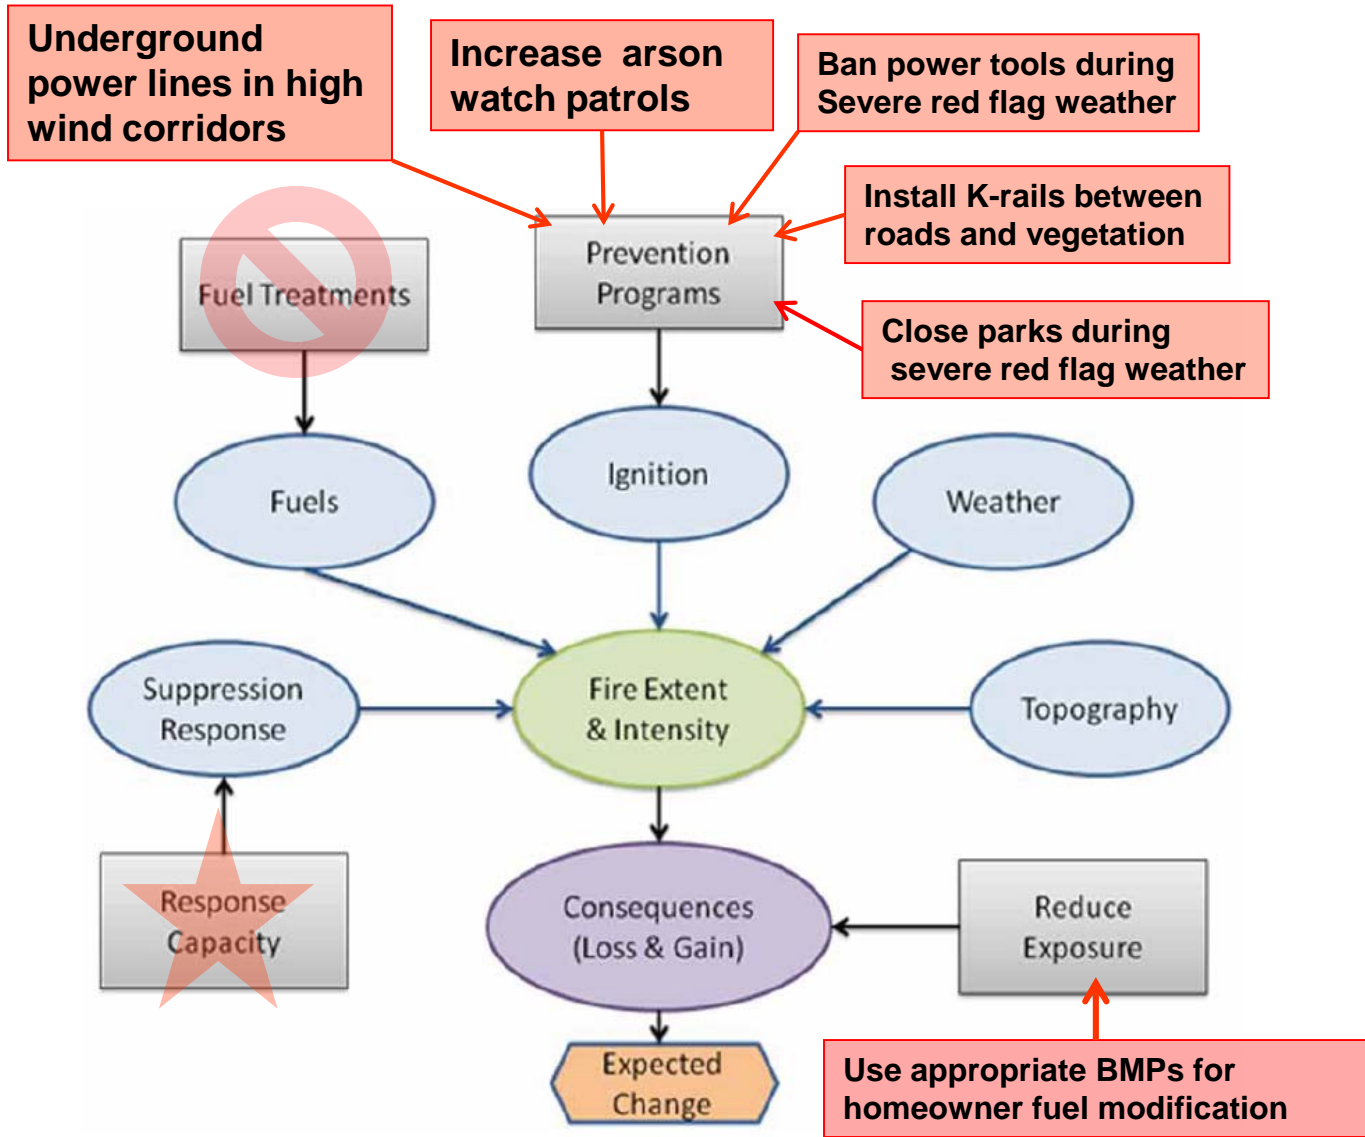 Underground
power lines in high
wind corridors
Increase arson
watch patrols
Ban power tools during
Severe red flag weather
Install K-rails between
roads and vegetation
Close parks during
severe red flag weather
Fuel Treatments
Prevention
Programs
Fuels
Ignition
Weather
Suppression
Response
Fire Extent
& Intensity
Topography
Response
Capacity
Consequences
(Loss & Gain)
Reduce
Exposure
Expected
Change
Use appropriate BMPs for
homeowner fuel modification